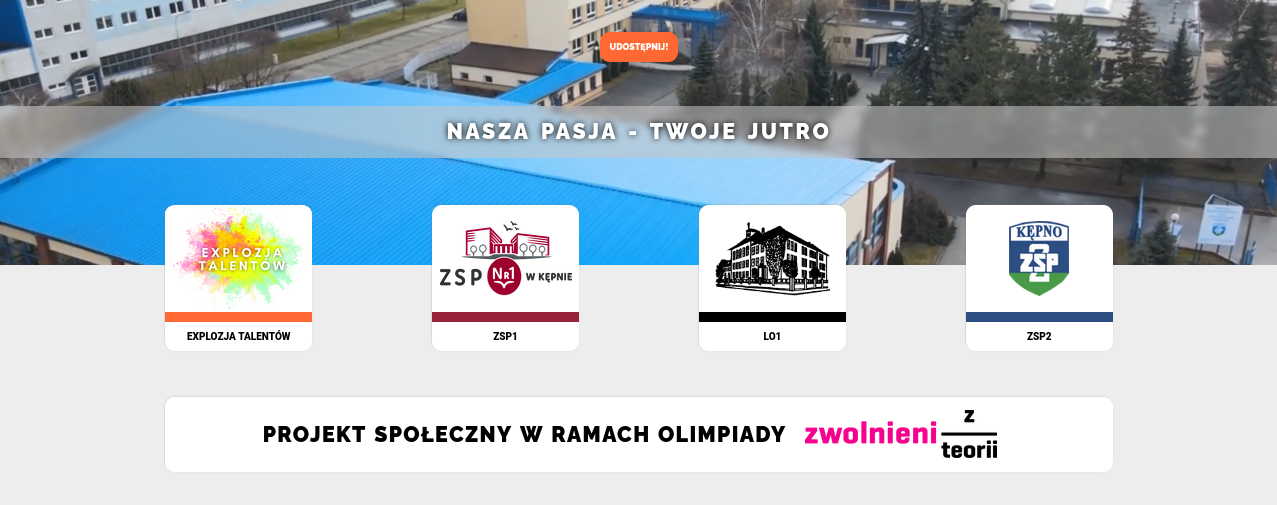 UDOSTĘPNIJ!
NASZA PASJA - TWOJE JUTRO
EXPLOZJA
TALENTÓW
EXPLOZJA TALENTÓW
ZSP NR1 W KĘPNIE
ZSP1
LO1
KĘPNO
2
ZSP
ZSP2
PROJEKT SPOŁECZNY W RAMACH OLIMPIADY
zwolnieni z teorii